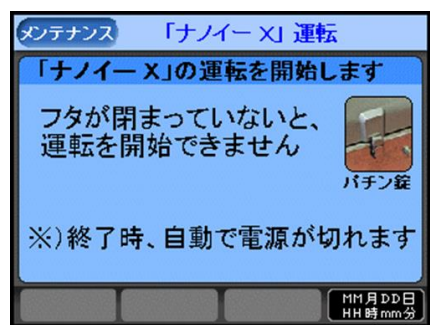 メンテナンス 「ナノイー X」運転
「ナノイー X」の運転を開始します
フタが閉まっていないと、
運転を開始できません
パチン錠
※)終了時、自動で電源が切れます
MM月DD日
HH時mm分